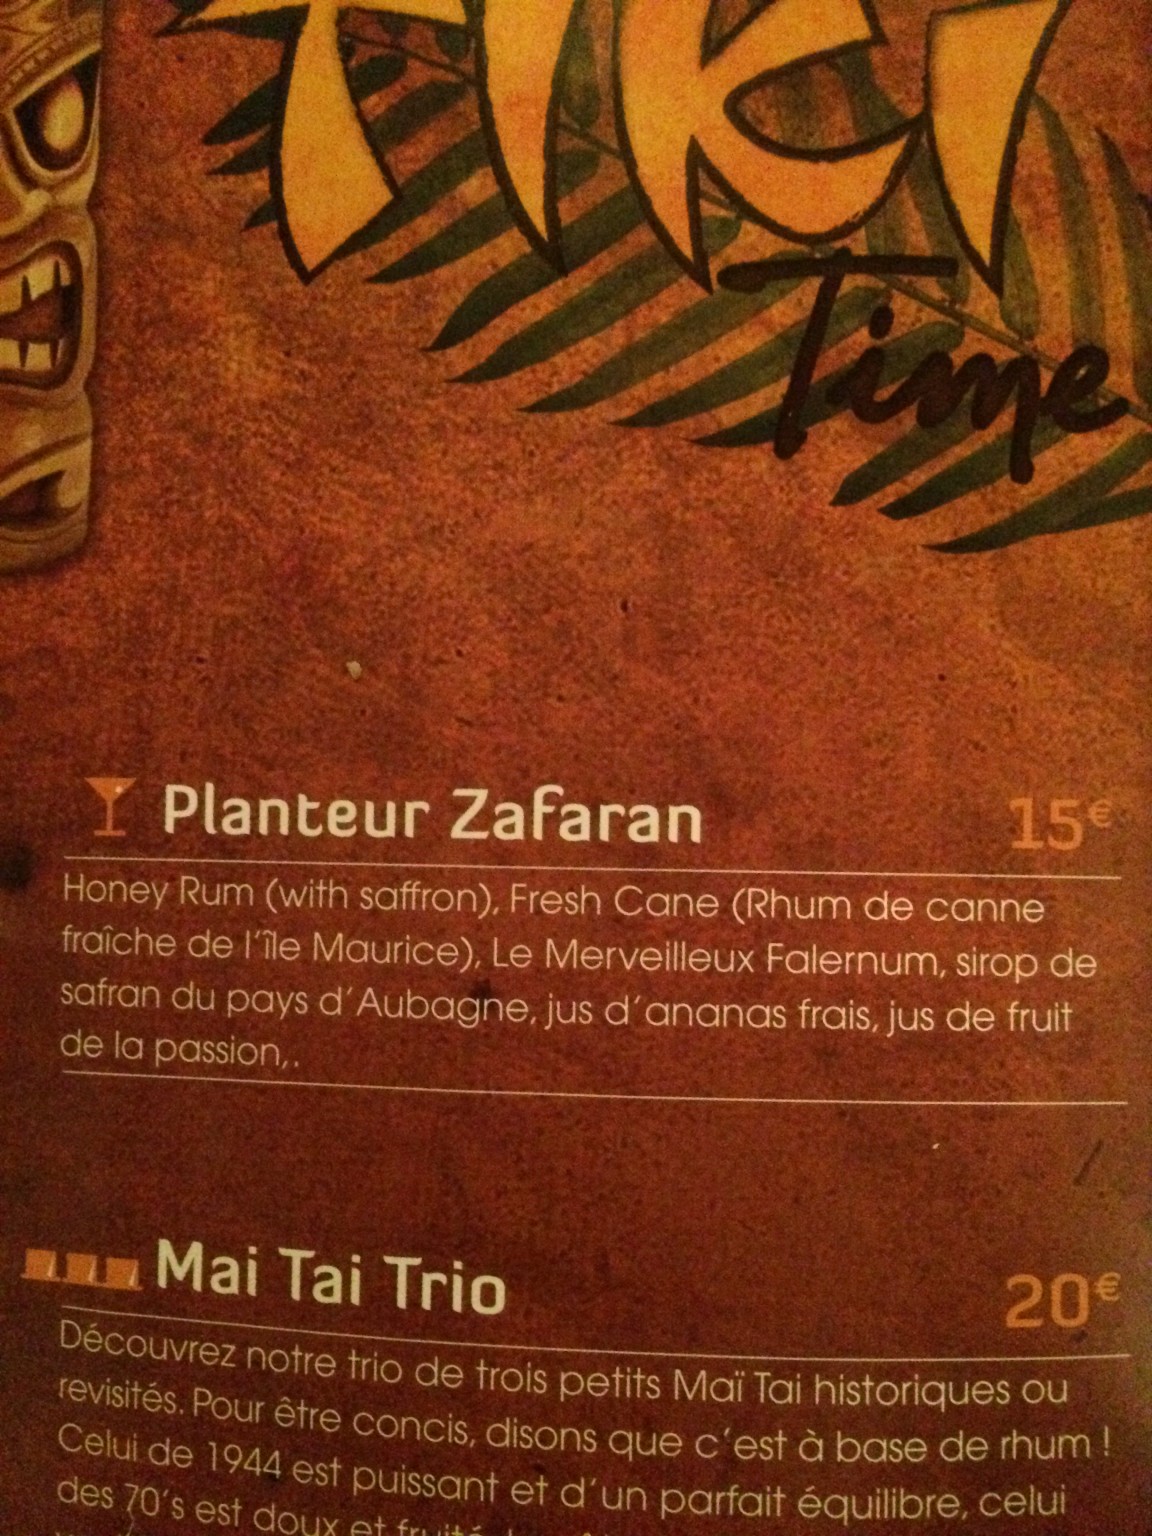 Tiki
Time
Planteur Zafaran 15€
Honey Rum (with saffron), Fresh Cane (Rhum de canne
fraîche de l'île Maurice), Le Merveilleux Falernum, sirop de
safran du pays d'Aubagne, jus d'ananas frais, jus de fruit
de la passion,.
Mai Tai Trio 20€
Découvrez notre trio de trois petits Maï Tai historiques ou
revisités. Pour être concis, disons que c'est à base de rhum !
Celui de 1944 est puissant et d'un parfait équilibre, celui
des 70's est doux et fruité